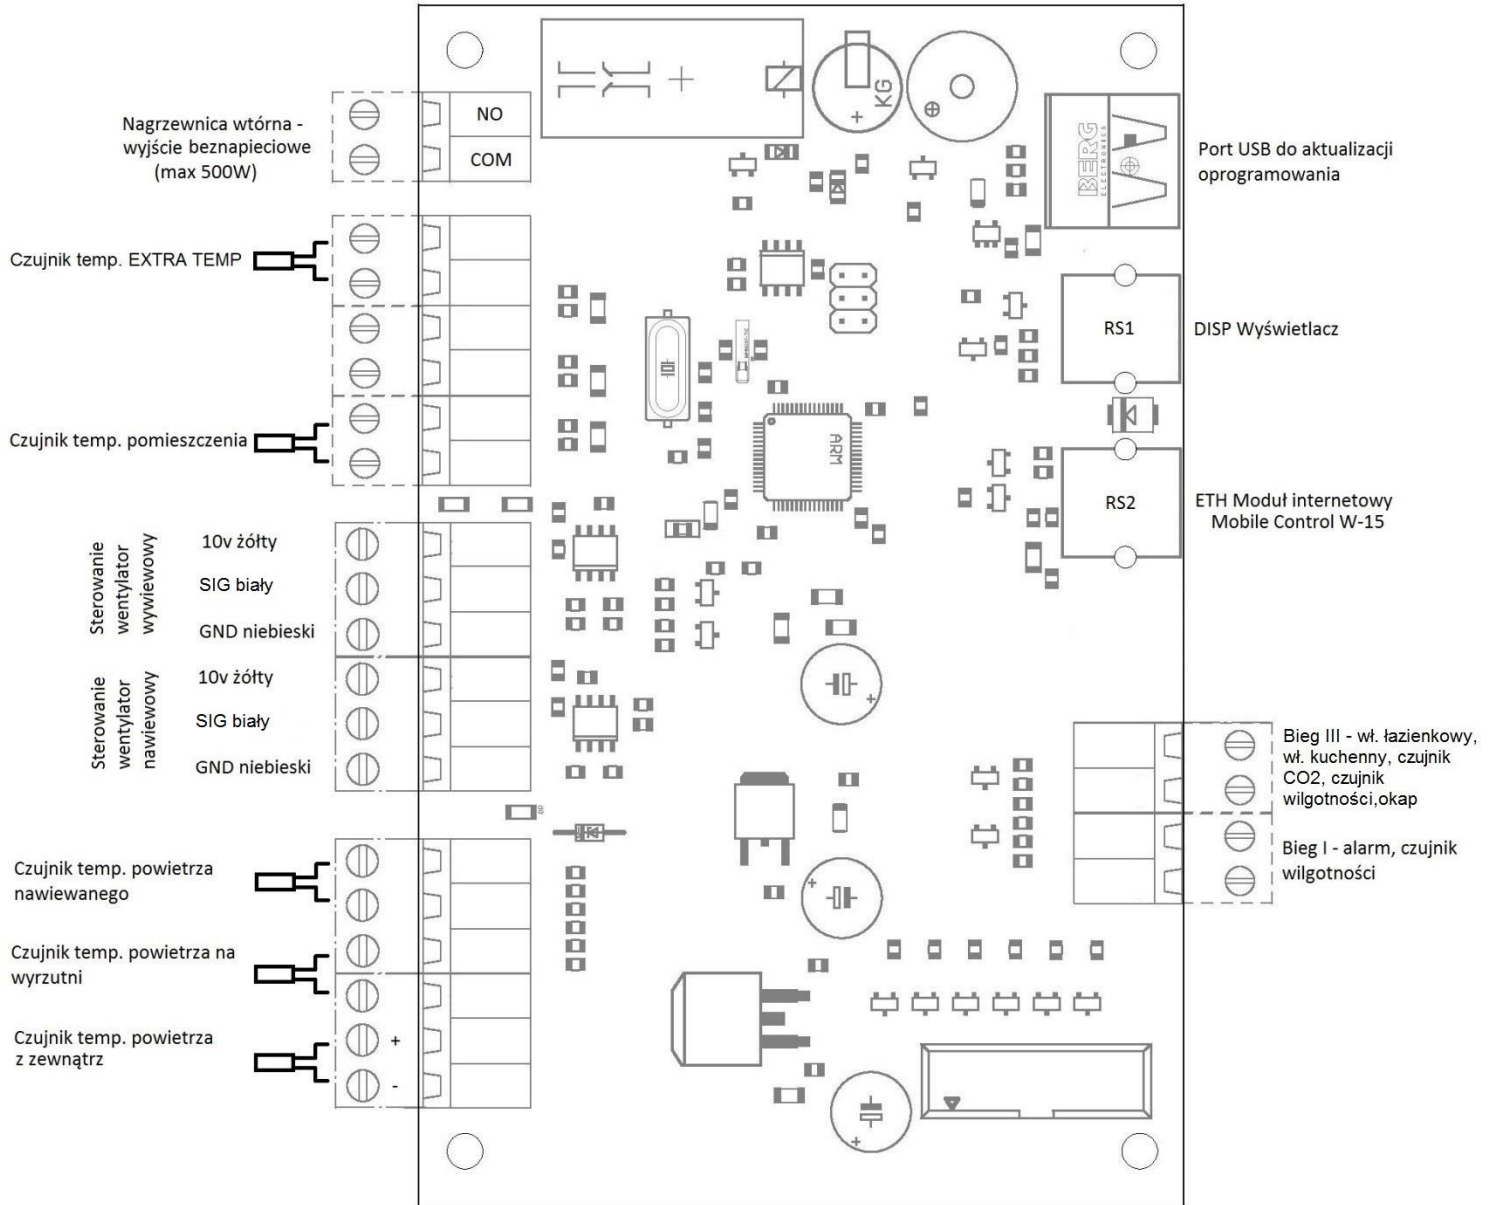 Nagrzewnica wtórna -
wyjście beznapieciowe
(max 500W)
NO
COM
KG
BERG
ELECTRONICS
Port USB do aktualizacji
oprogramowania
Czujnik temp. EXTRA TEMP
RS1
DISP Wyświetlacz
Czujnik temp. pomieszczenia
ARM
RS2
ETH Moduł internetowy
Mobile Control W-15
Sterowanie
wentylator
wywiewowy
10v żółty
SIG biały
GND niebieski
Sterowanie
wentylator
nawiewowy
10v żółty
SIG biały
GND niebieski
Bieg III - wł. łazienkowy,
wł. kuchenny, czujnik
CO2, czujnik
wilgotności,okap
Bieg I - alarm, czujnik
wilgotności
Czujnik temp. powietrza
nawiewanego
Czujnik temp. powietrza na
wyrzutni
Czujnik temp. powietrza
z zewnątrz
+
-